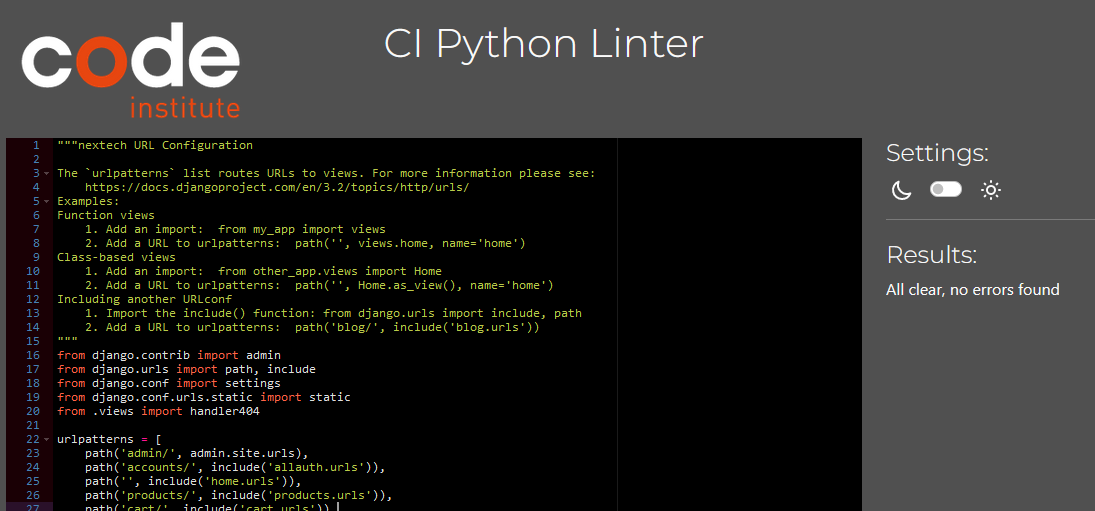 code
institute
CI Python Linter
1 """nextech URL Configuration
2
3 The `urlpatterns` list routes URLs to views. For more information please see:
4     https://docs.djangoproject.com/en/3.2/topics/http/urls/
5 Examples:
6 Function views
7     1. Add an import:  from my_app import views
8     2. Add a URL to urlpatterns:  path('', views.home, name='home')
9 Class-based views
10     1. Add an import:  from other_app.views import Home
11     2. Add a URL to urlpatterns:  path('', Home.as_view(), name='home')
12 Including another URLconf
13     1. Import the include() function: from django.urls import include, path
14     2. Add a URL to urlpatterns:  path('blog/', include('blog.urls'))
15 """
16 from django.contrib import admin
17 from django.urls import path, include
18 from django.conf import settings
19 from django.conf.urls.static import static
20 from .views import handler404
21
22 urlpatterns = [
23     path('admin/', admin.site.urls),
24     path('accounts/', include('allauth.urls')),
25     path('', include('home.urls')),
26     path('products/', include('products.urls')),
27     path('cart/', include('cart.urls')),
Settings:
Results:
All clear, no errors found